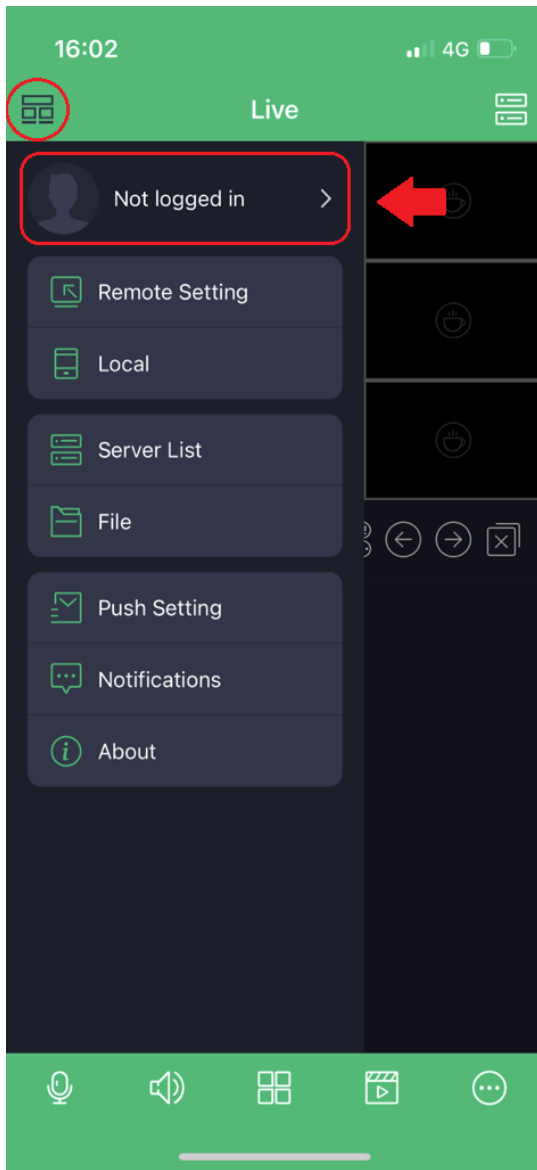 16:02
4G
Live
Not logged in
Remote Setting
Local
Server List
File
Push Setting
Notifications
About